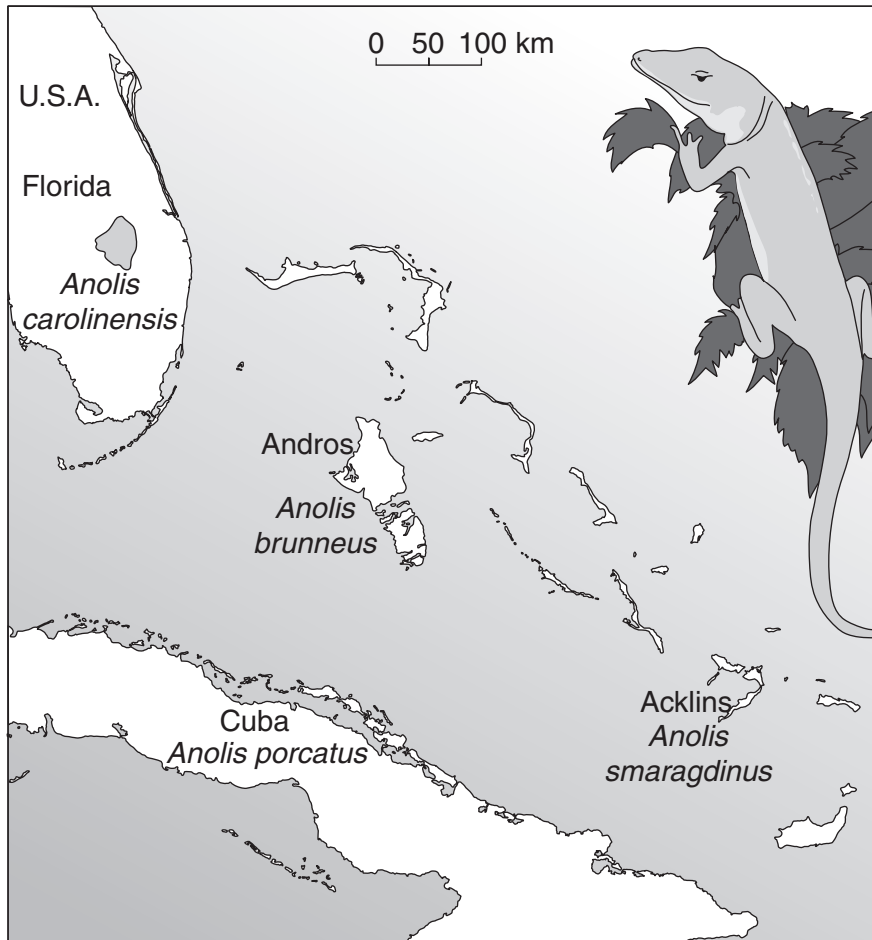 0 50 100 km
U.S.A.
Florida
Anolis
carolinensis
Andros
Anolis
brunneus
Acklins
Anolis
smaragdinus
Cuba
Anolis porcatus